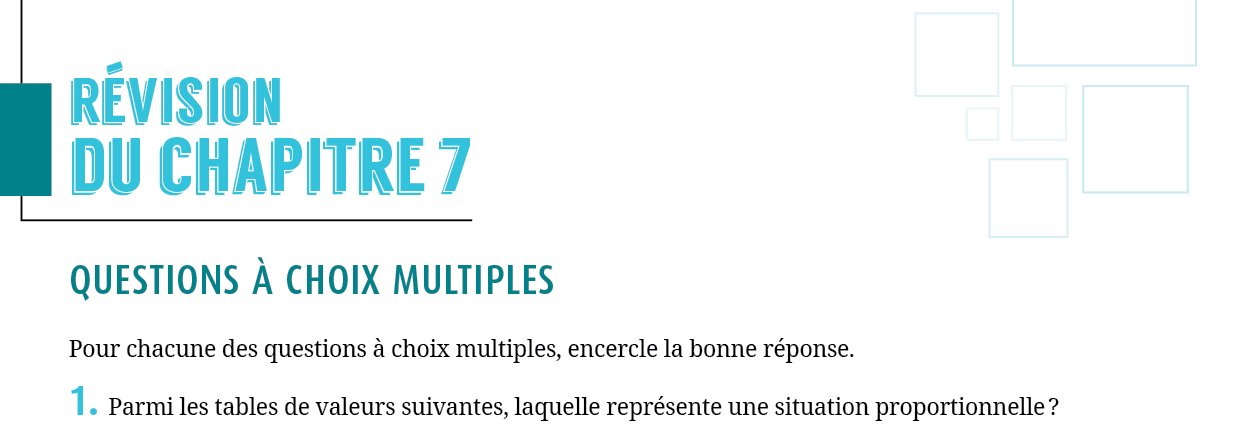 RÉVISION
DU CHAPITRE 7
QUESTIONS À CHOIX MULTIPLES
Pour chacune des questions à choix multiples, encercle la bonne réponse.
1. Parmi les tables de valeurs suivantes, laquelle représente une situation proportionnelle ?